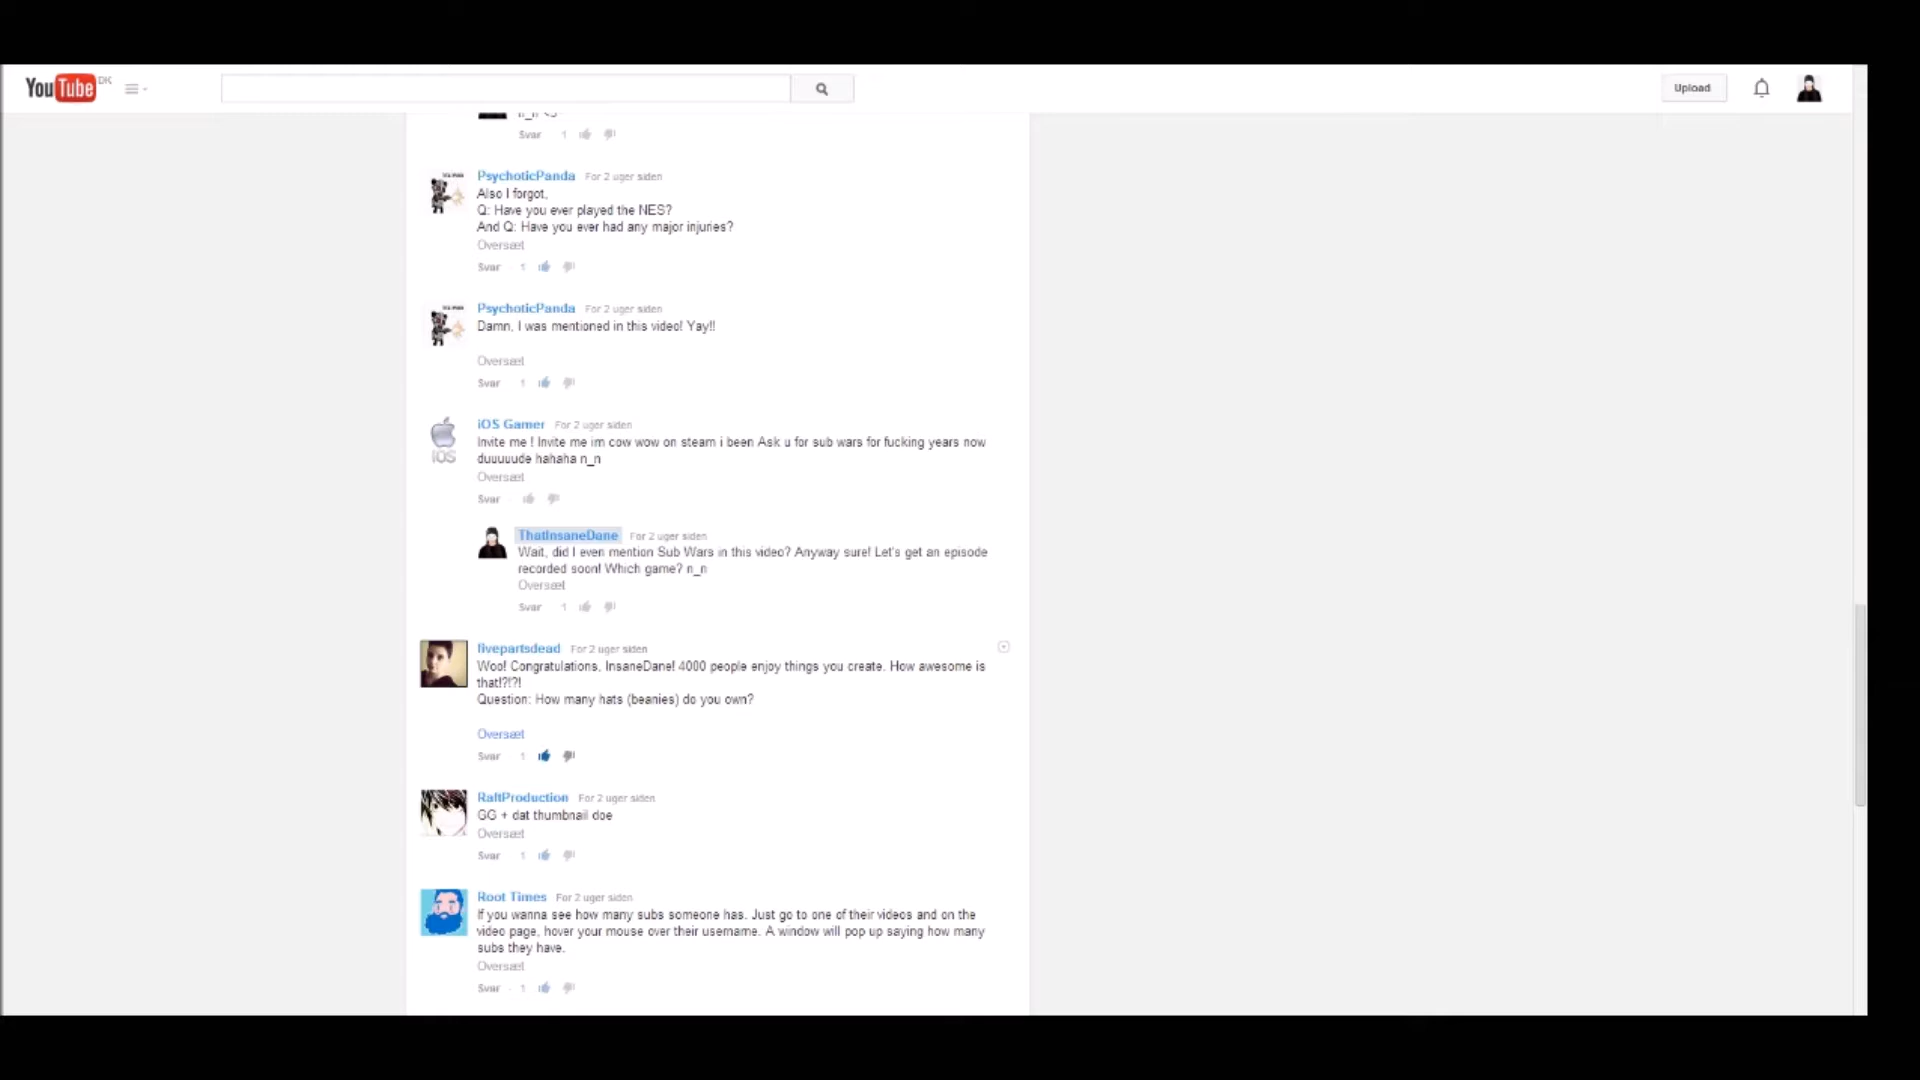 YouTube DK
Upload
Svar 1
PsychoticPanda For 2 uger siden
Also I forgot,
Q: Have you ever played the NES?
And Q: Have you ever had any major injuries?
Oversæt
Svar 1
PsychoticPanda For 2 uger siden
Damn, I was mentioned in this video! Yay!!
Oversæt
Svar 1
iOS Gamer For 2 uger siden
Invite me ! Invite me im cow wow on steam i been Ask u for sub wars for fucking years now
duuuuude hahaha n_n
iOS
Oversæt
Svar
ThatInsaneDane For 2 uger siden
Wait, did I even mention Sub Wars in this video? Anyway sure! Let's get an episode
recorded soon! Which game? n_n
Oversæt
Svar 1
fivepartsdead For 2 uger siden
Woo! Congratulations, InsaneDane! 4000 people enjoy things you create. How awesome is
that!?!?!
Question: How many hats (beanies) do you own?
Oversæt
Svar 1
RaftProduction For 2 uger siden
GG + dat thumbnail doe
Oversæt
Svar 1
Root Times For 2 uger siden
If you wanna see how many subs someone has. Just go to one of their videos and on the
video page, hover your mouse over their username. A window will pop up saying how many
subs they have.
Oversæt
Svar 1